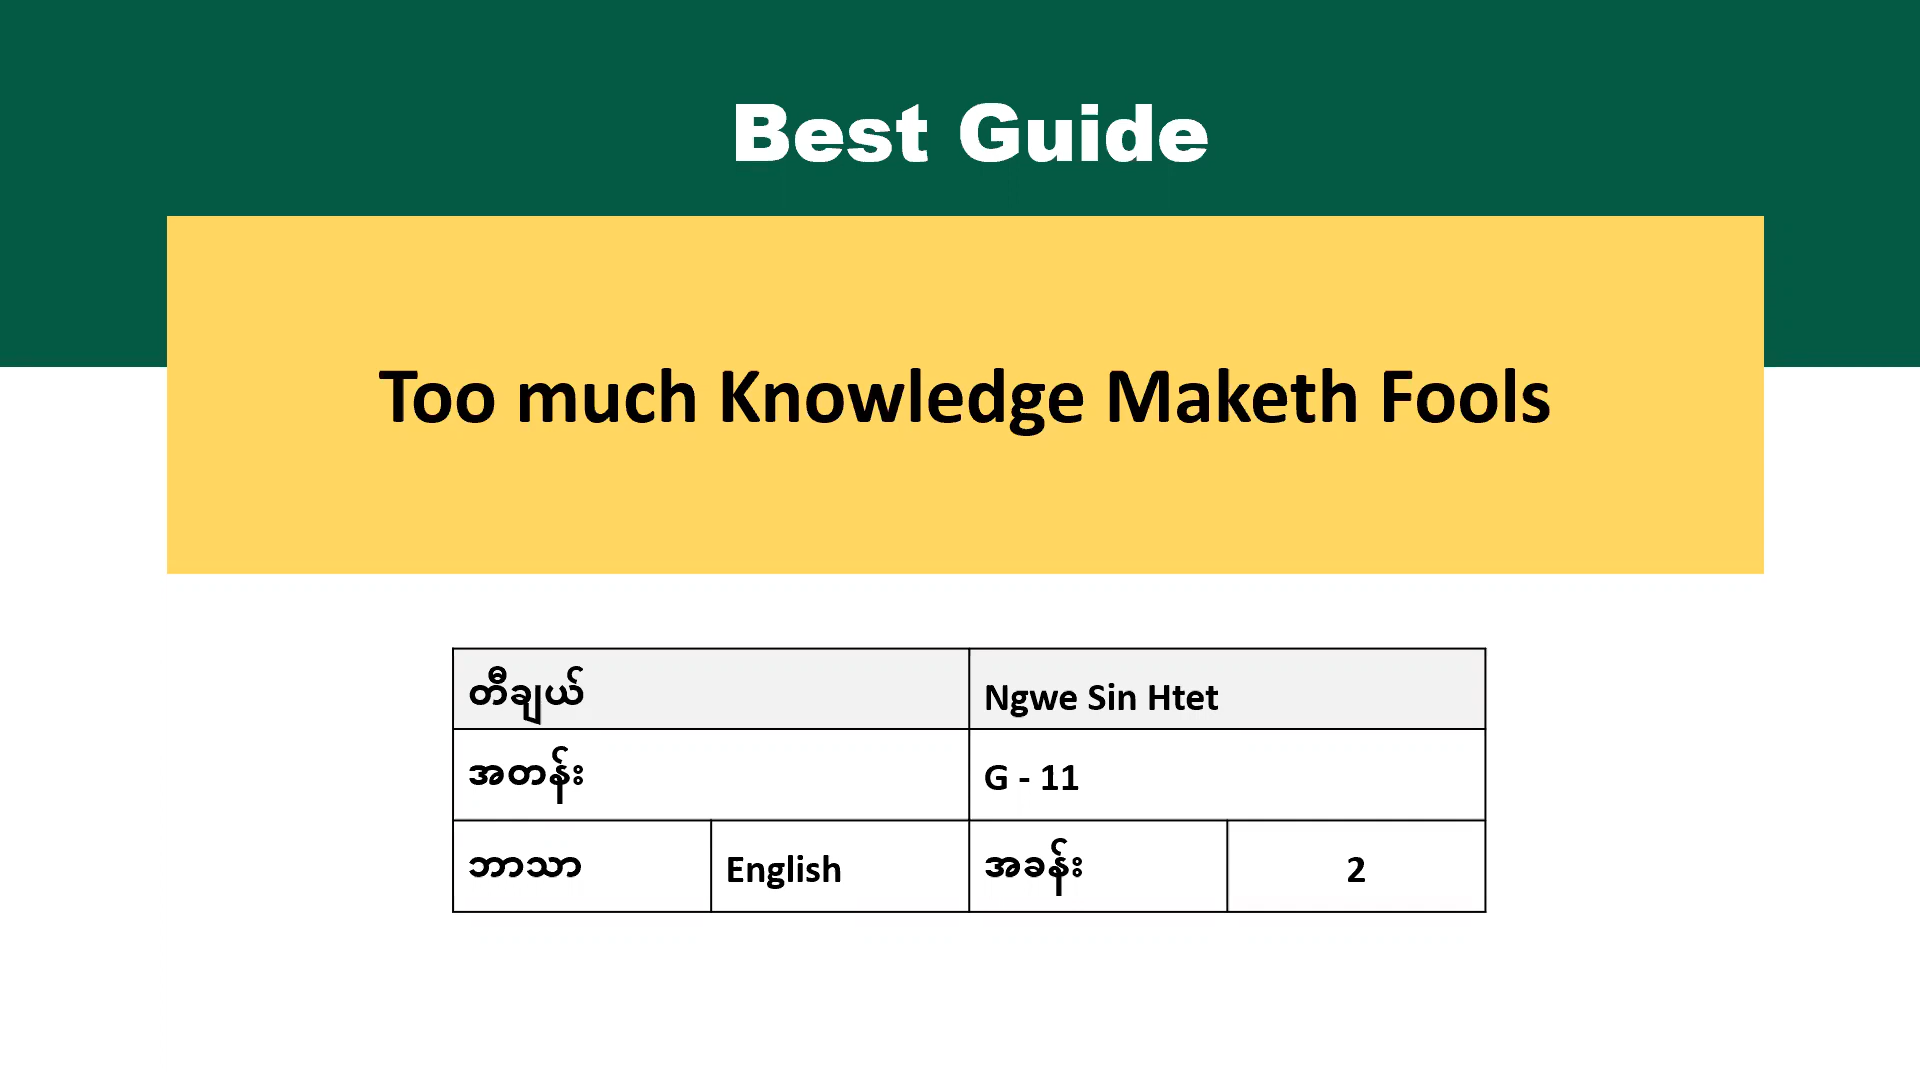 Best Guide
Too much Knowledge Maketh Fools
တီချယ် Ngwe Sin Htet
အတန်း G - 11
ဘာသာ English အခန်း 2